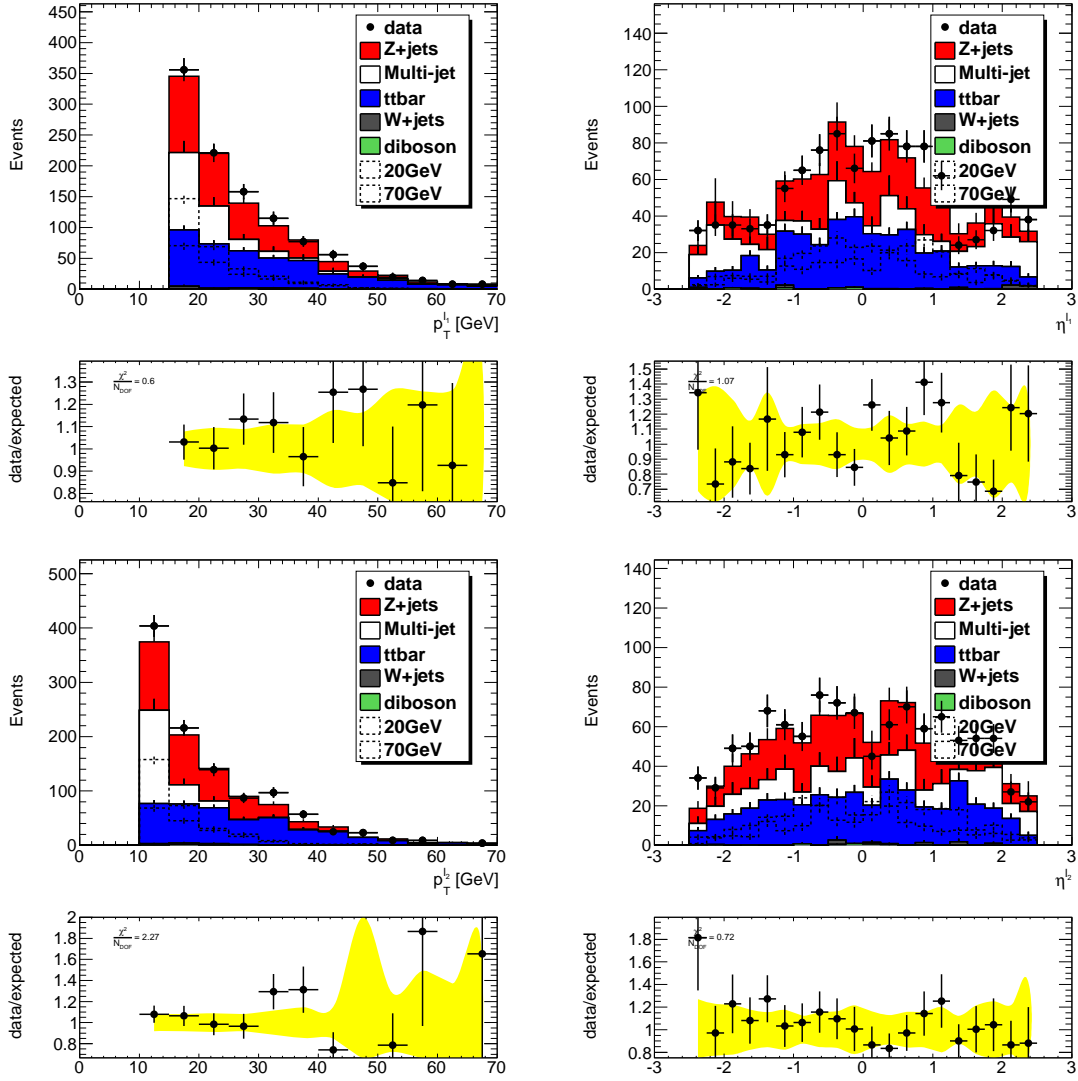 Events
450
400
350
300
250
200
150
100
50
0
data
Z+jets
Multi-jet
ttbar
W+jets
diboson
20GeV
70GeV
0 10 20 30 40 50 60 70
p_T^{l_1} [GeV]
Events
140
120
100
80
60
40
20
0
data
Z+jets
Multi-jet
ttbar
W+jets
diboson
20GeV
70GeV
-3 -2 -1 0 1 2 3
η^{l_1}
data/expected
1.3
1.2
1.1
1
0.9
0.8
χ²/N_DOF = 0.6
0 10 20 30 40 50 60 70
data/expected
1.5
1.4
1.3
1.2
1.1
1
0.9
0.8
0.7
= 1.07
-3 -2 -1 0 1 2 3
Events
500
400
300
200
100
0
data
Z+jets
Multi-jet
ttbar
W+jets
diboson
20GeV
70GeV
0 10 20 30 40 50 60 70
p_T^{l_2} [GeV]
Events
140
120
100
80
60
40
20
0
data
Z+jets
Multi-jet
ttbar
W+jets
diboson
20GeV
70GeV
-3 -2 -1 0 1 2 3
η^{l_2}
data/expected
2
1.8
1.6
1.4
1.2
1
0.8
χ²/N_DOF = 2.27
0 10 20 30 40 50 60 70
data/expected
1.8
1.6
1.4
1.2
1
0.8
= 0.72
-3 -2 -1 0 1 2 3